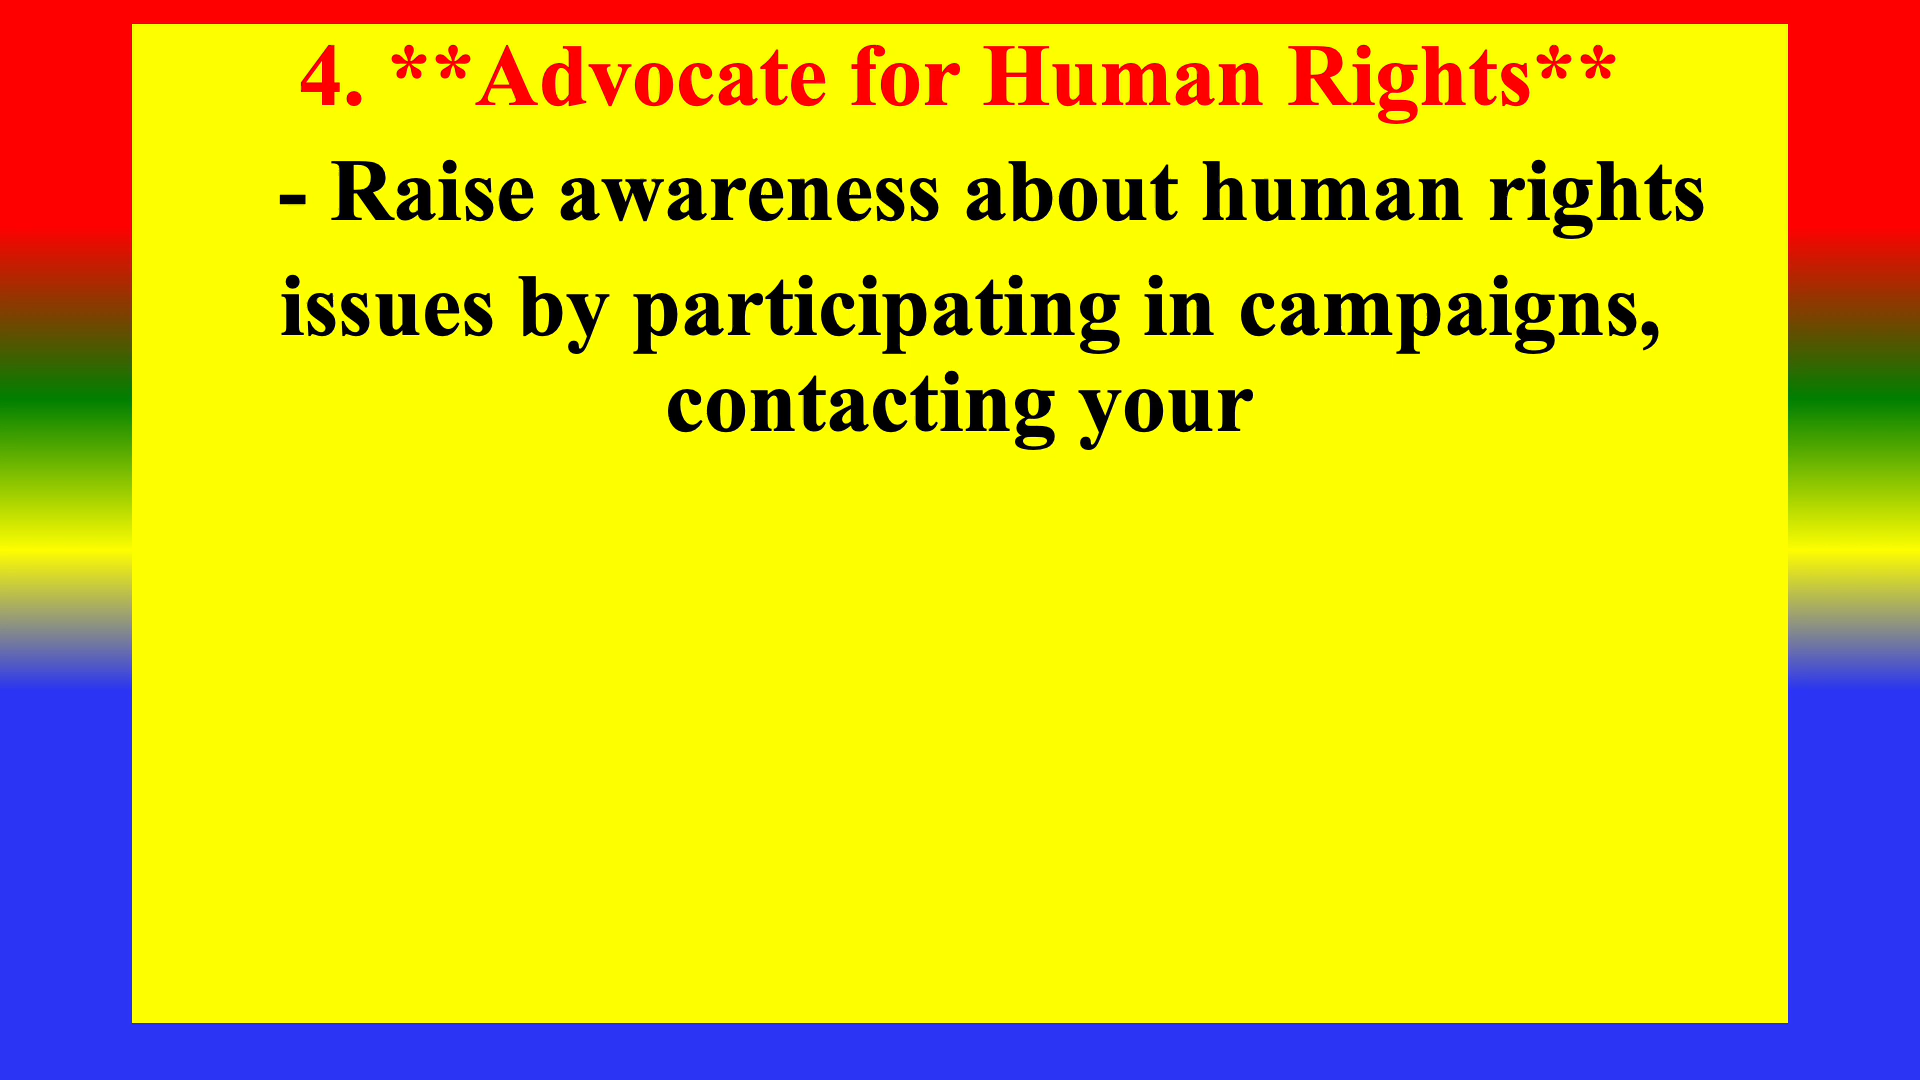 4. **Advocate for Human Rights**
- Raise awareness about human rights
issues by participating in campaigns,
contacting your